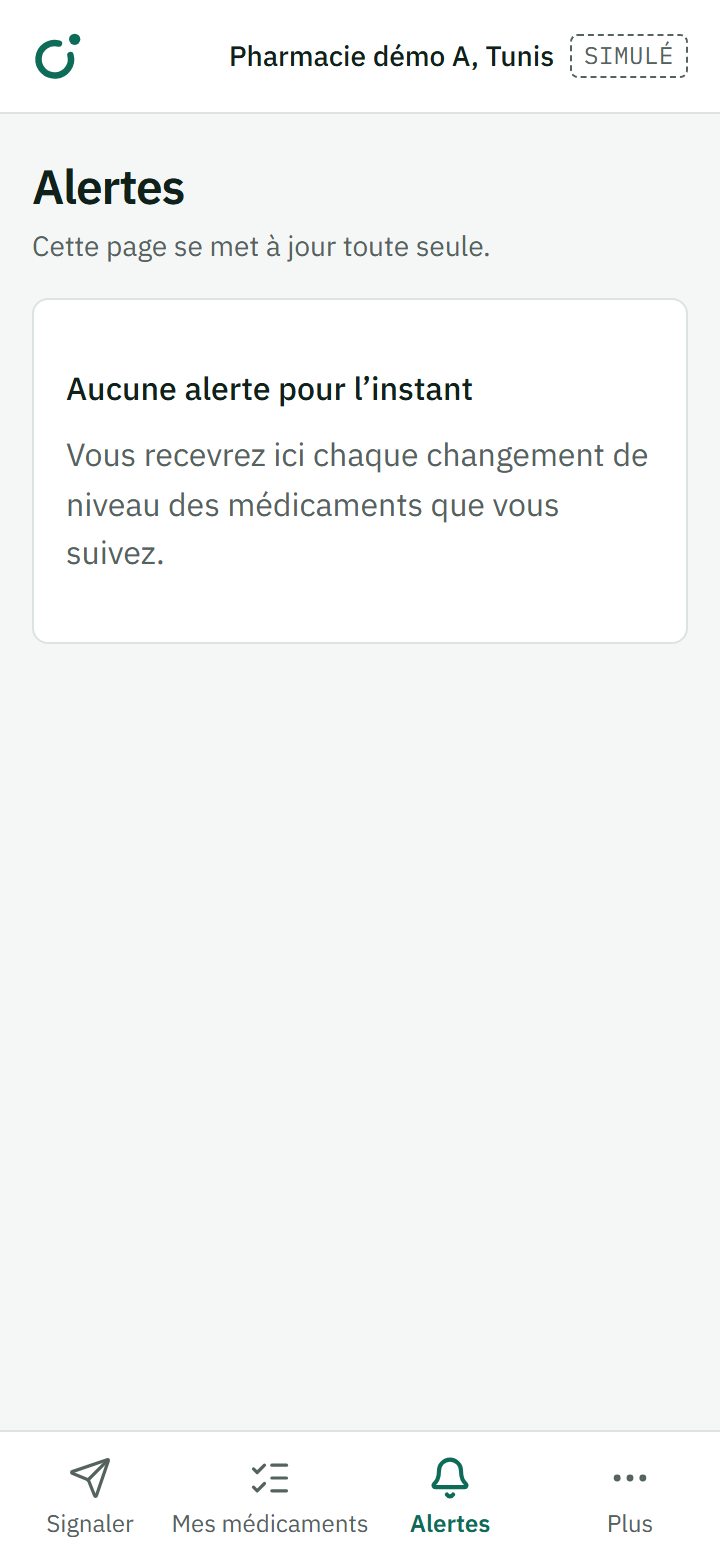 Pharmacie démo A, Tunis SIMULÉ
Alertes
Cette page se met à jour toute seule.
Aucune alerte pour l’instant
Vous recevrez ici chaque changement de
niveau des médicaments que vous
suivez.
Signaler Mes médicaments Alertes Plus